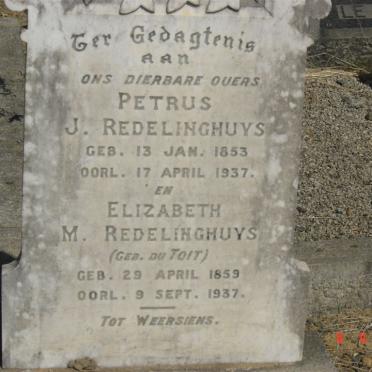 Ter Gedagtenis
aan
ONS DIERBARE OUERS
PETRUS
J. REDELINGHUYS
GEB. 13 JAN. 1853
OORL. 17 APRIL 1937.
EN
ELIZABETH
M. REDELINGHUYS
(GEB. DU TOIT)
GEB. 29 APRIL 1859
OORL. 9 SEPT. 1937.
TOT WEERSIENS.